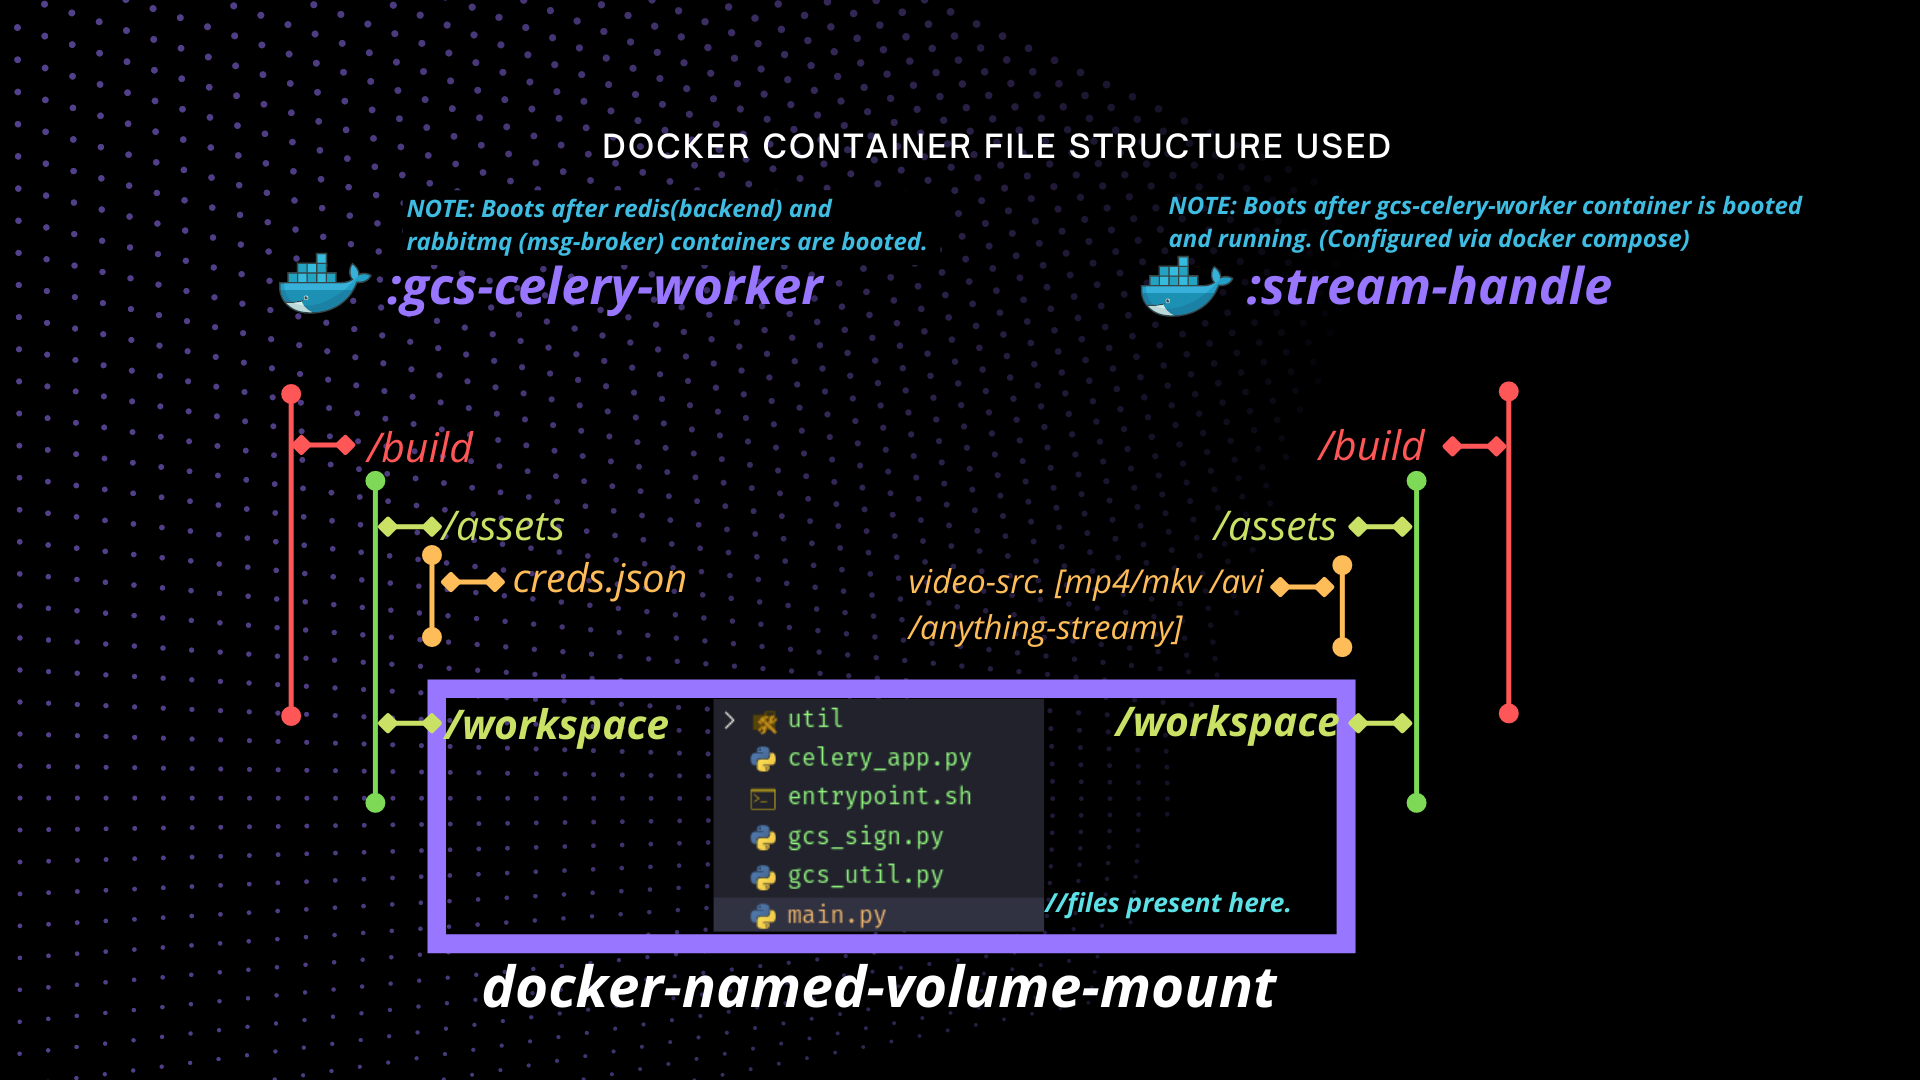 DOCKER CONTAINER FILE STRUCTURE USED
NOTE: Boots after redis(backend) and
rabbitmq (msg-broker) containers are booted.
:gcs-celery-worker
/build
/assets
creds.json
/workspace
NOTE: Boots after gcs-celery-worker container is booted
and running. (Configured via docker compose)
:stream-handle
/build
/assets
video-src. [mp4/mkv /avi
/anything-streamy]
/workspace
util
celery_app.py
entrypoint.sh
gcs_sign.py
gcs_util.py
main.py
//files present here.
docker-named-volume-mount